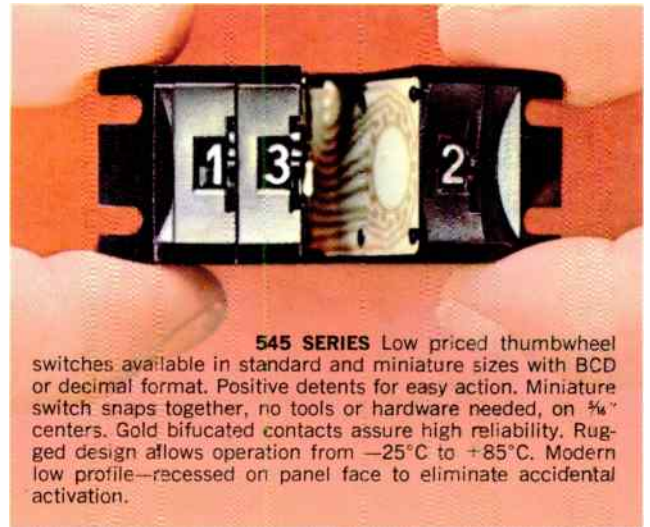 1 3 2
545 SERIES Low priced thumbwheel
switches available in standard and miniature sizes with BCD
or decimal format. Positive detents for easy action. Miniature
switch snaps together, no tools or hardware needed, on 5/16"
centers. Gold bifucated contacts assure high reliability. Rug-
ged design allows operation from —25°C to +85°C. Modern
low profile—recessed on panel face to eliminate accidental
activation.